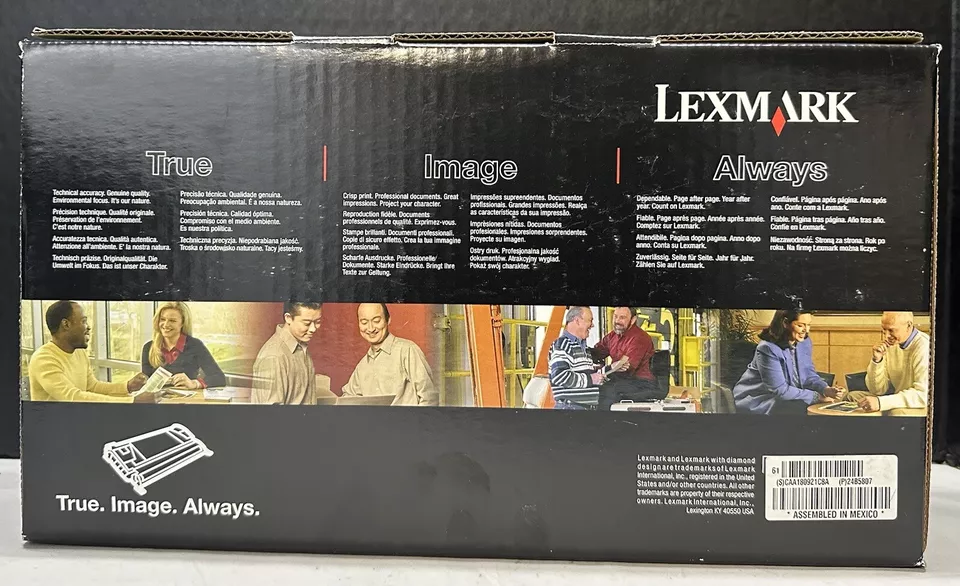 LEXMARK
True
Technical accuracy. Genuine quality.
Environmental focus. It's our nature.
Précision technique. Qualité originale.
Préservation de l'environnement.
C'est notre nature.
Accuratezza tecnica. Qualità autentica.
Attenzione all'ambiente. E' la nostra natura.
Technisch präzise. Originalqualität. Die
Umwelt im Fokus. Das ist unser Charakter.
Precisão técnica. Qualidade genuína.
Preocupação ambiental. É a nossa natureza.
Precisión técnica. Calidad óptima.
Compromiso con el medio ambiente.
Es nuestra política.
Techniczna precyzja. Niepodrabiana jakość.
Troska o środowisko naturalne. Tacy jesteśmy.
Image
Crisp print. Professional documents. Great
impressions. Project your character.
Reproduction fidèle. Documents
professionnels de qualité. Exprimez-vous.
Stampe brillanti. Documenti professionali.
Copie di sicuro effetto. Crea la tua immagine
professionale.
Scharfe Ausdrucke. Professionelle
Dokumente. Starke Eindrücke. Bringt Ihre
Texte zur Geltung.
Impressões surpreendentes. Documentos
profissionais. Grandes impressões. Realça
as características da sua impressão.
Impresiones nítidas. Documentos
profesionales. Impresiones sorprendentes.
Proyecte su imagen.
Ostry druk. Profesjonalna jakość
dokumentów. Atrakcyjny wygląd.
Pokaż swój charakter.
Always
Dependable. Page after page. Year after
year. Count on Lexmark.
Fiable. Page après page. Année après année.
Comptez sur Lexmark.
Attendibile. Pagina dopo pagina. Anno dopo
anno. Conta su Lexmark.
Zuverlässig. Seite für Seite. Jahr für Jahr.
Zählen Sie auf Lexmark.
Confiável. Página após página. Ano após
ano. Conte com a Lexmark.
Fiable. Página tras página. Año tras año.
Confíe en Lexmark.
Niezawodność. Strona za stroną. Rok po
roku. Na firmę Lexmark można liczyć.
True. Image. Always.
Lexmark and Lexmark with diamond
design are trademarks of Lexmark
International, Inc., registered in the United
States and/or other countries. All other
trademarks are property of their respective
owners. Lexmark International, Inc.,
Lexington KY 40550 USA
61
(S)CAA180921C8A (P)24B5807
* ASSEMBLED IN MEXICO *